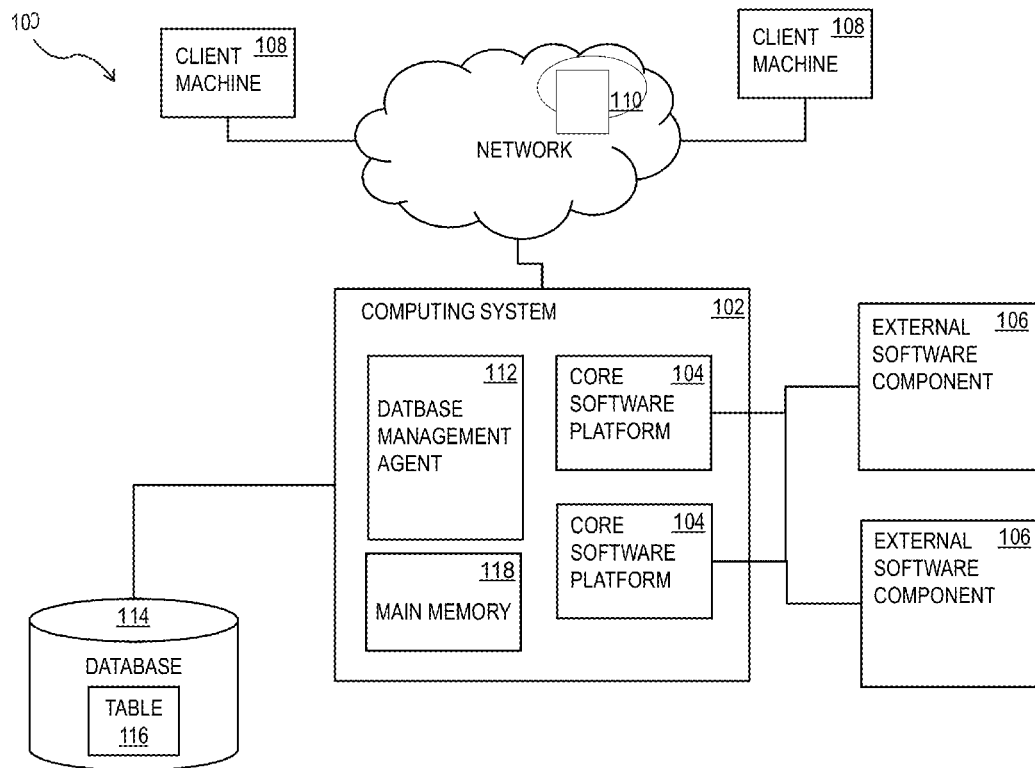 100
CLIENT 108
MACHINE
CLIENT 108
MACHINE
110
NETWORK
COMPUTING SYSTEM 102
112
DATBASE
MANAGEMENT
AGENT
CORE 104
SOFTWARE
PLATFORM
EXTERNAL 106
SOFTWARE
COMPONENT
CORE 104
SOFTWARE
PLATFORM
EXTERNAL 106
SOFTWARE
COMPONENT
118
MAIN MEMORY
114
DATABASE
TABLE
116